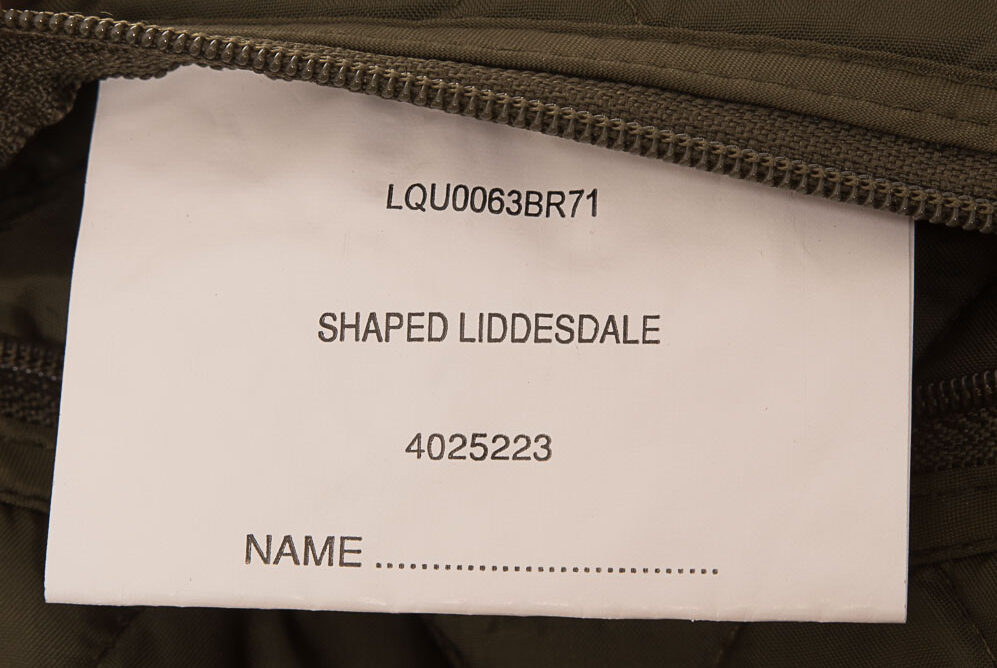 LQU0063BR71
SHAPED LIDDESDALE
4025223
NAME ..............................